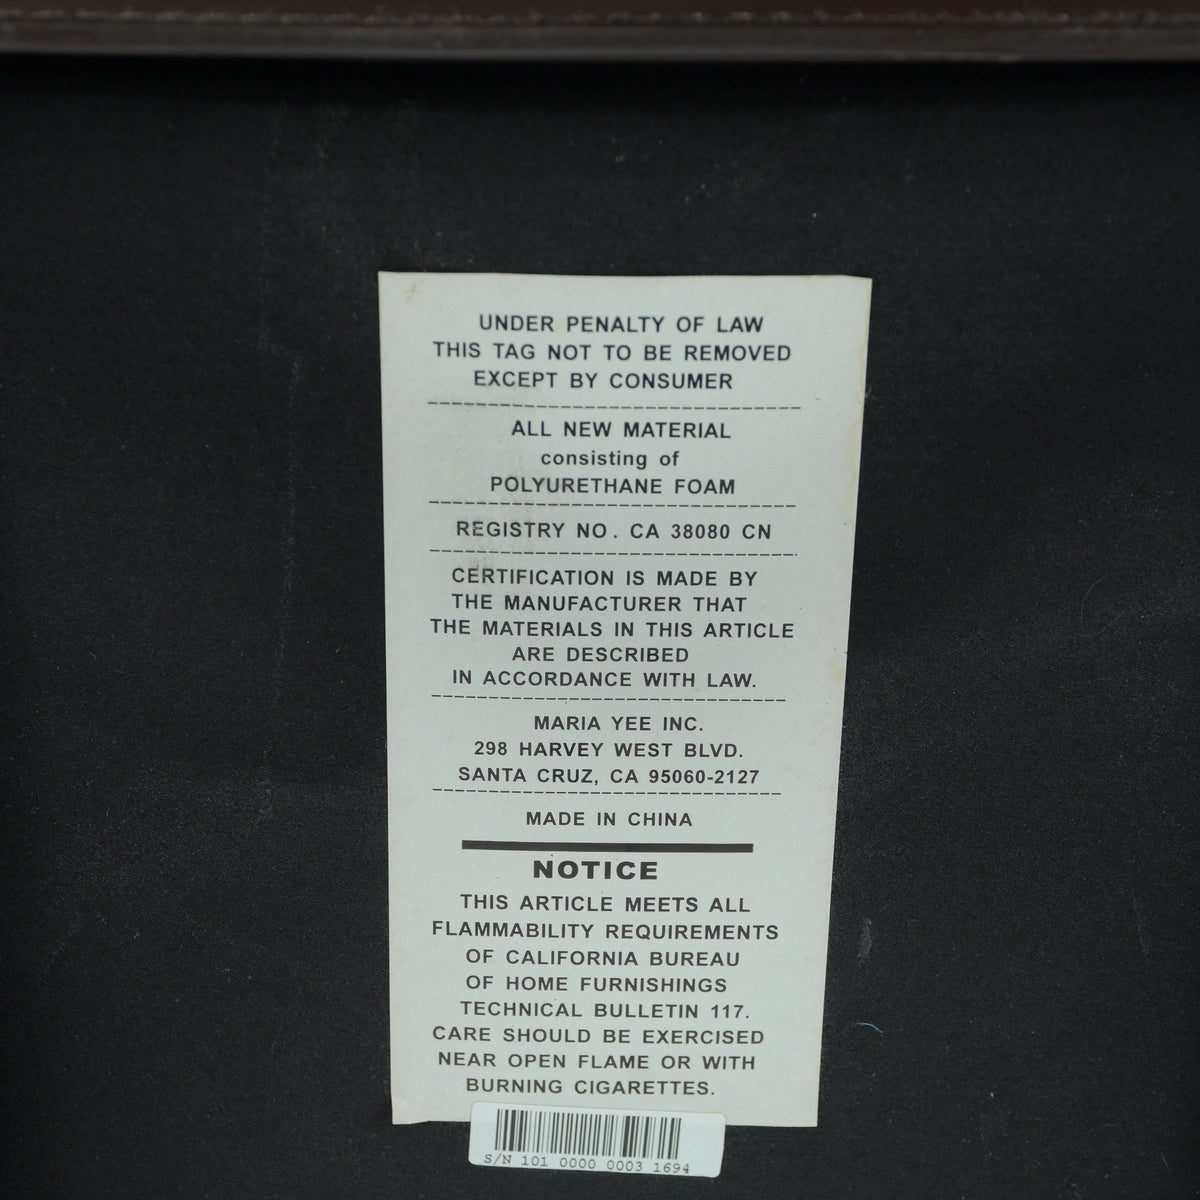 UNDER PENALTY OF LAW
THIS TAG NOT TO BE REMOVED
EXCEPT BY CONSUMER
ALL NEW MATERIAL
consisting of
POLYURETHANE FOAM
REGISTRY NO. CA 38080 CN
CERTIFICATION IS MADE BY
THE MANUFACTURER THAT
THE MATERIALS IN THIS ARTICLE
ARE DESCRIBED
IN ACCORDANCE WITH LAW.
MARIA YEE INC.
298 HARVEY WEST BLVD.
SANTA CRUZ, CA 95060-2127
MADE IN CHINA
NOTICE
THIS ARTICLE MEETS ALL
FLAMMABILITY REQUIREMENTS
OF CALIFORNIA BUREAU
OF HOME FURNISHINGS
TECHNICAL BULLETIN 117.
CARE SHOULD BE EXERCISED
NEAR OPEN FLAME OR WITH
BURNING CIGARETTES.
S/N 101 0000 0003 1694